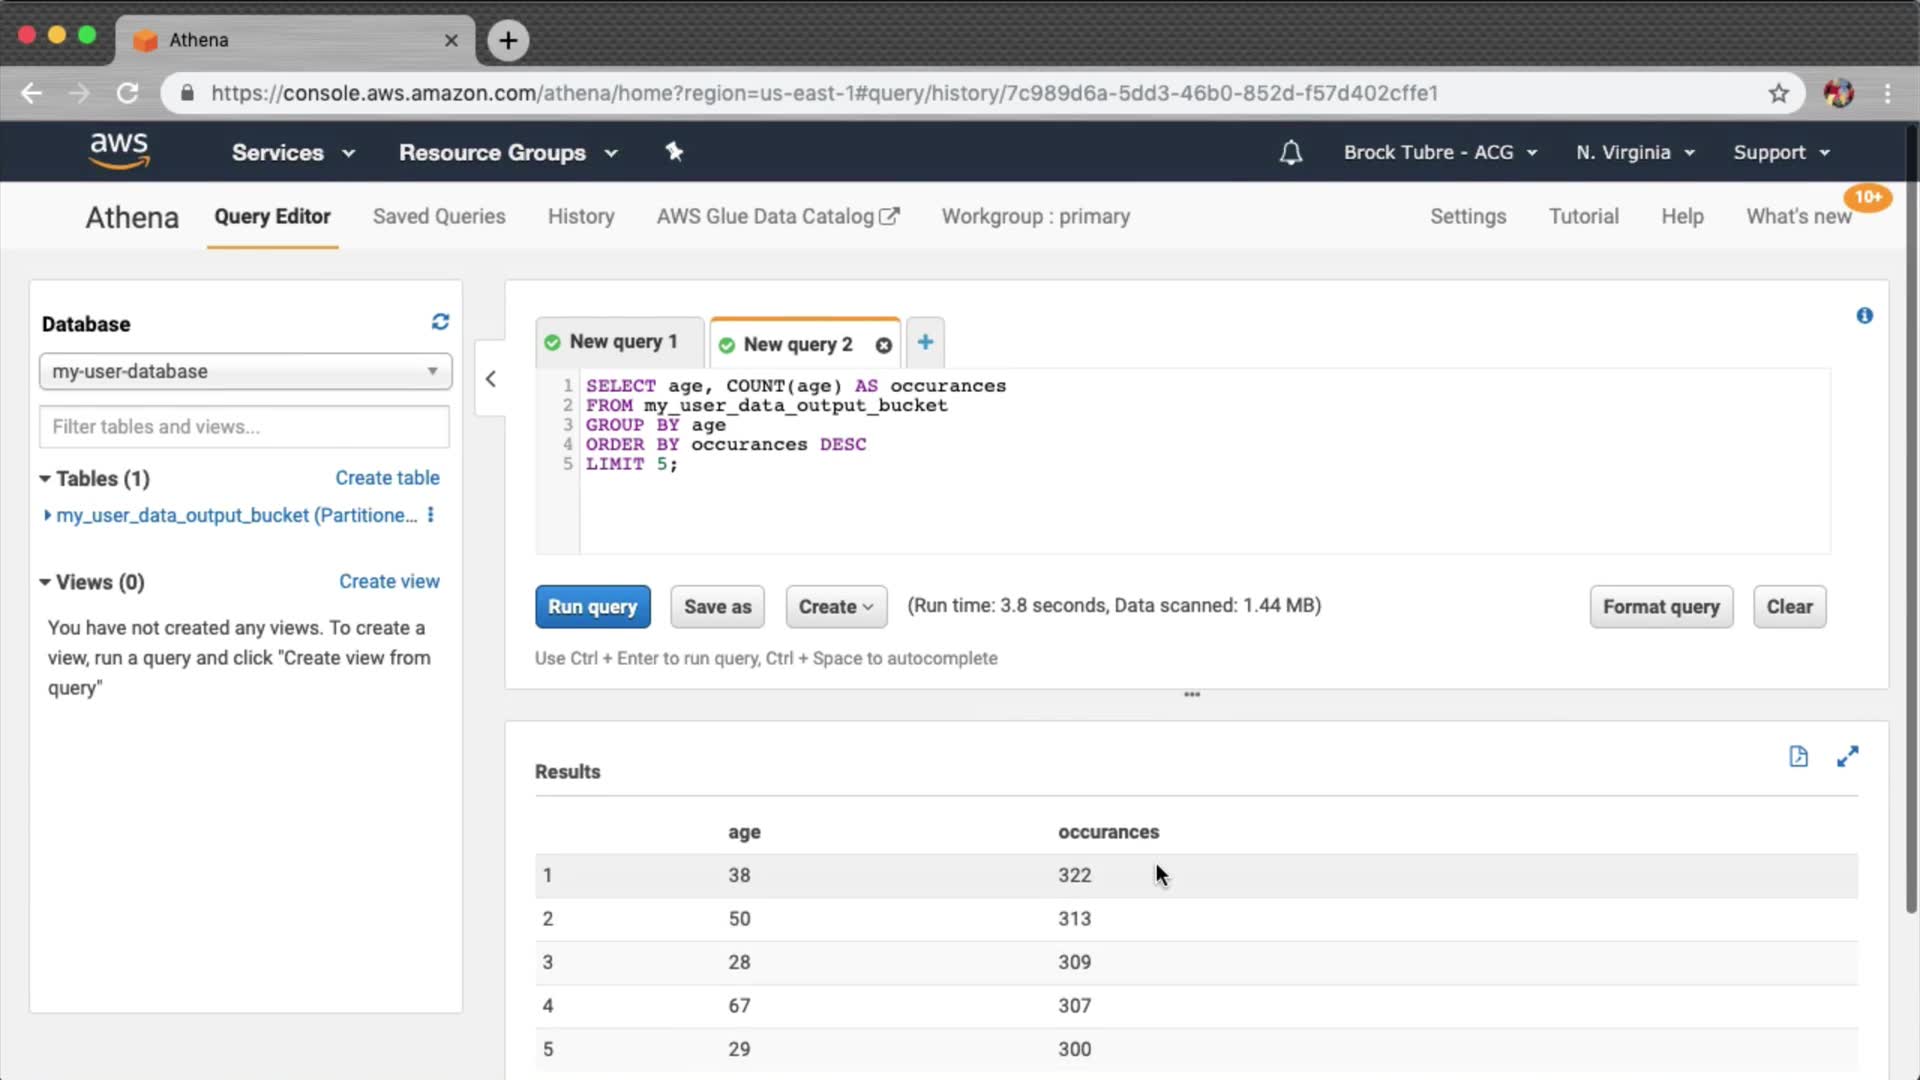 Athena
https://console.aws.amazon.com/athena/home?region=us-east-1#query/history/7c989d6a-5dd3-46b0-852d-f57d402cffe1
aws Services Resource Groups Brock Tubre - ACG N. Virginia Support
Athena Query Editor Saved Queries History AWS Glue Data Catalog Workgroup : primary Settings Tutorial Help What's new 10+
Database
my-user-database
Filter tables and views...
Tables (1) Create table
my_user_data_output_bucket (Partitione...
Views (0) Create view
You have not created any views. To create a
view, run a query and click "Create view from
query"
New query 1 New query 2
1 SELECT age, COUNT(age) AS occurances
2 FROM my_user_data_output_bucket
3 GROUP BY age
4 ORDER BY occurances DESC
5 LIMIT 5;
Run query Save as Create (Run time: 3.8 seconds, Data scanned: 1.44 MB) Format query Clear
Use Ctrl + Enter to run query, Ctrl + Space to autocomplete
Results
age occurances
1 38 322
2 50 313
3 28 309
4 67 307
5 29 300